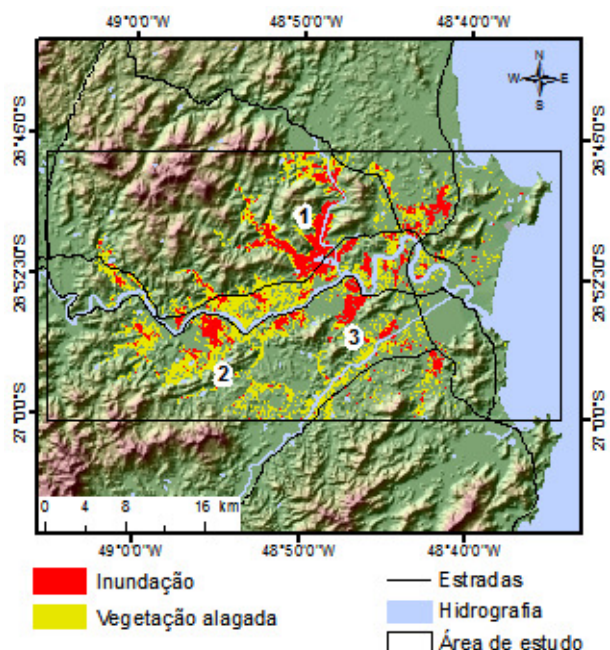 49°0'0"W 48°50'0"W 48°40'0"W
N
W E
S
26°45'0"S 26°45'0"S
1
26°52'30"S 26°52'30"S
3
2
27°0'0"S 27°0'0"S
0 4 8 16 km
49°0'0"W 48°50'0"W 48°40'0"W
Inundação Estradas
Vegetação alagada Hidrografia
Área de estudo